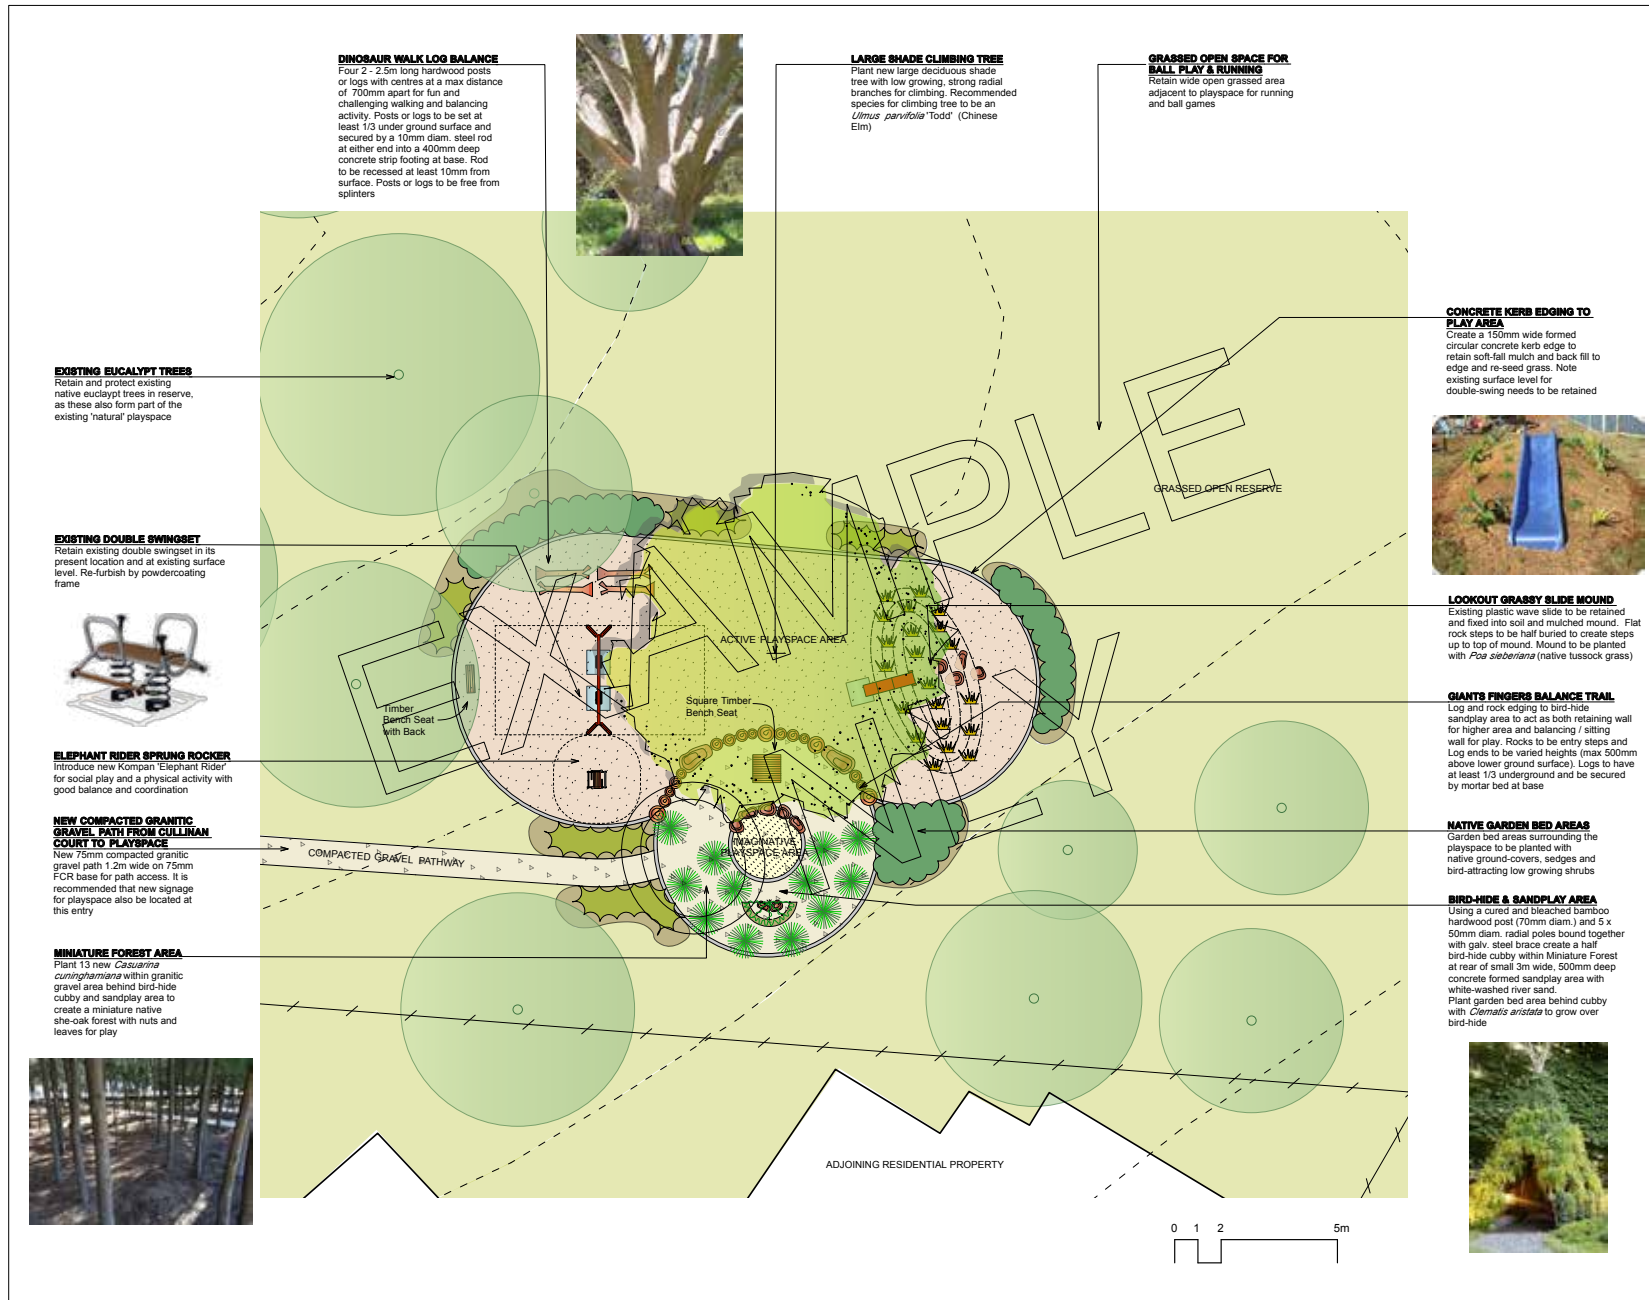 DINOSAUR WALK LOG BALANCE
Four 2 - 2.5m long hardwood posts
or logs with centres at a max distance
of 700mm apart for fun and
challenging walking and balancing
activity. Posts or logs to be set at
least 1/3 under ground surface and
secured by a 10mm diam. steel rod
at either end into a 400mm deep
concrete strip footing at base. Rod
to be recessed at least 10mm from
surface. Posts or logs to be free from
splinters
LARGE SHADE CLIMBING TREE
Plant new large deciduous shade
tree with low growing, strong radial
branches for climbing. Recommended
species for climbing tree to be an
Ulmus parvifolia 'Todd' (Chinese
Elm)
GRASSED OPEN SPACE FOR
BALL PLAY & RUNNING
Retain wide open grassed area
adjacent to playspace for running
and ball games
EXISTING EUCALYPT TREES
Retain and protect existing
native euclaypt trees in reserve,
as these also form part of the
existing 'natural' playspace
EXISTING DOUBLE SWINGSET
Retain existing double swingset in its
present location and at existing surface
level. Re-furbish by powdercoating
frame
ELEPHANT RIDER SPRUNG ROCKER
Introduce new Kompan 'Elephant Rider'
for social play and a physical activity with
good balance and coordination
NEW COMPACTED GRANITIC
GRAVEL PATH FROM CULLINAN
COURT TO PLAYSPACE
New 75mm compacted granitic
gravel path 1.2m wide on 75mm
FCR base for path access. It is
recommended that new signage
for playspace also be located at
this entry
MINIATURE FOREST AREA
Plant 13 new Casuarina
cuninghamiana within granitic
gravel area behind bird-hide
cubby and sandplay area to
create a miniature native
she-oak forest with nuts and
leaves for play
EXAMPLE
ONLY
GRASSED OPEN RESERVE
ACTIVE PLAYSPACE AREA
Timber
Bench Seat
with Back
Square Timber
Bench Seat
IMAGINATIVE
PLAYSPACE AREA
COMPACTED GRAVEL PATHWAY
ADJOINING RESIDENTIAL PROPERTY
CONCRETE KERB EDGING TO
PLAY AREA
Create a 150mm wide formed
circular concrete kerb edge to
retain soft-fall mulch and back fill to
edge and re-seed grass. Note
existing surface level for
double-swing needs to be retained
LOOKOUT GRASSY SLIDE MOUND
Existing plastic wave slide to be retained
and fixed into soil and mulched mound. Flat
rock steps to be half buried to create steps
up to top of mound. Mound to be planted
with Poa sieberiana (native tussock grass)
GIANTS FINGERS BALANCE TRAIL
Log and rock edging to bird-hide
sandplay area to act as both retaining wall
for higher area and balancing / sitting
wall for play. Rocks to be entry steps and
Log ends to be varied heights (max 500mm
above lower ground surface). Logs to have
at least 1/3 underground and be secured
by mortar bed at base
NATIVE GARDEN BED AREAS
Garden bed areas surrounding the
playspace to be planted with
native ground-covers, sedges and
bird-attracting low growing shrubs
BIRD-HIDE & SANDPLAY AREA
Using a cured and bleached bamboo
hardwood post (70mm diam.) and 5 x
50mm diam. radial poles bound together
with galv. steel brace create a half
bird-hide cubby within Miniature Forest
at rear of small 3m wide, 500mm deep
concrete formed sandplay area with
white-washed river sand.
Plant garden bed area behind cubby
with Clematis aristata to grow over
bird-hide
0 1 2 5m